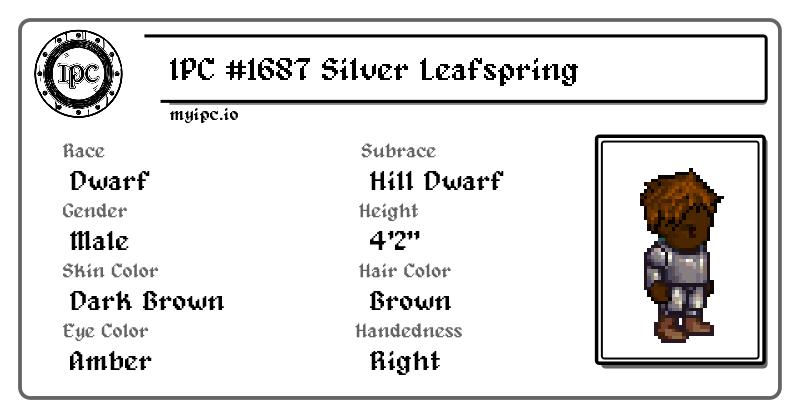 IPC
IPC #1687 Silver Leafspring
myipc.io
Race
Dwarf
Subrace
Hill Dwarf
Gender
Male
Height
4'2"
Skin Color
Dark Brown
Hair Color
Brown
Eye Color
Amber
Handedness
Right